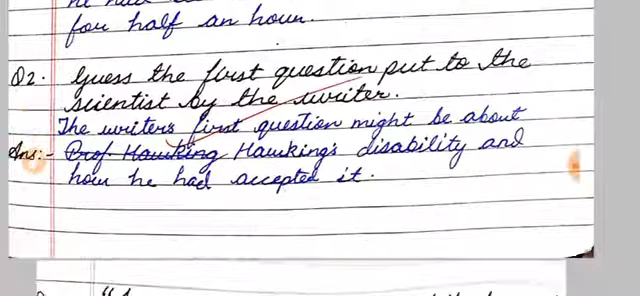 for half an hour.
Q2. Guess the first question put to the
scientist by the writer.
The writers first question might be about
Ans:- Prof. Hawking Hawking's disability and
how he had accepted it.